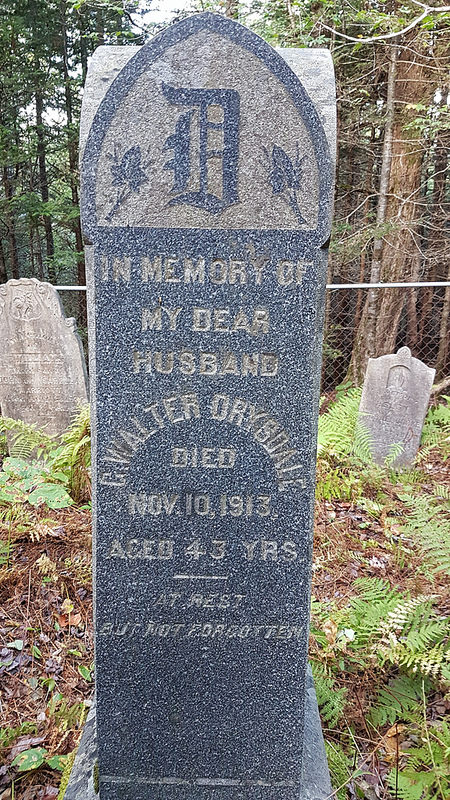 D
IN MEMORY OF
MY DEAR
HUSBAND
G. WALTER DRYSDALE
DIED
NOV. 10, 1913.
AGED 43 YRS
AT REST
BUT NOT FORGOTTEN